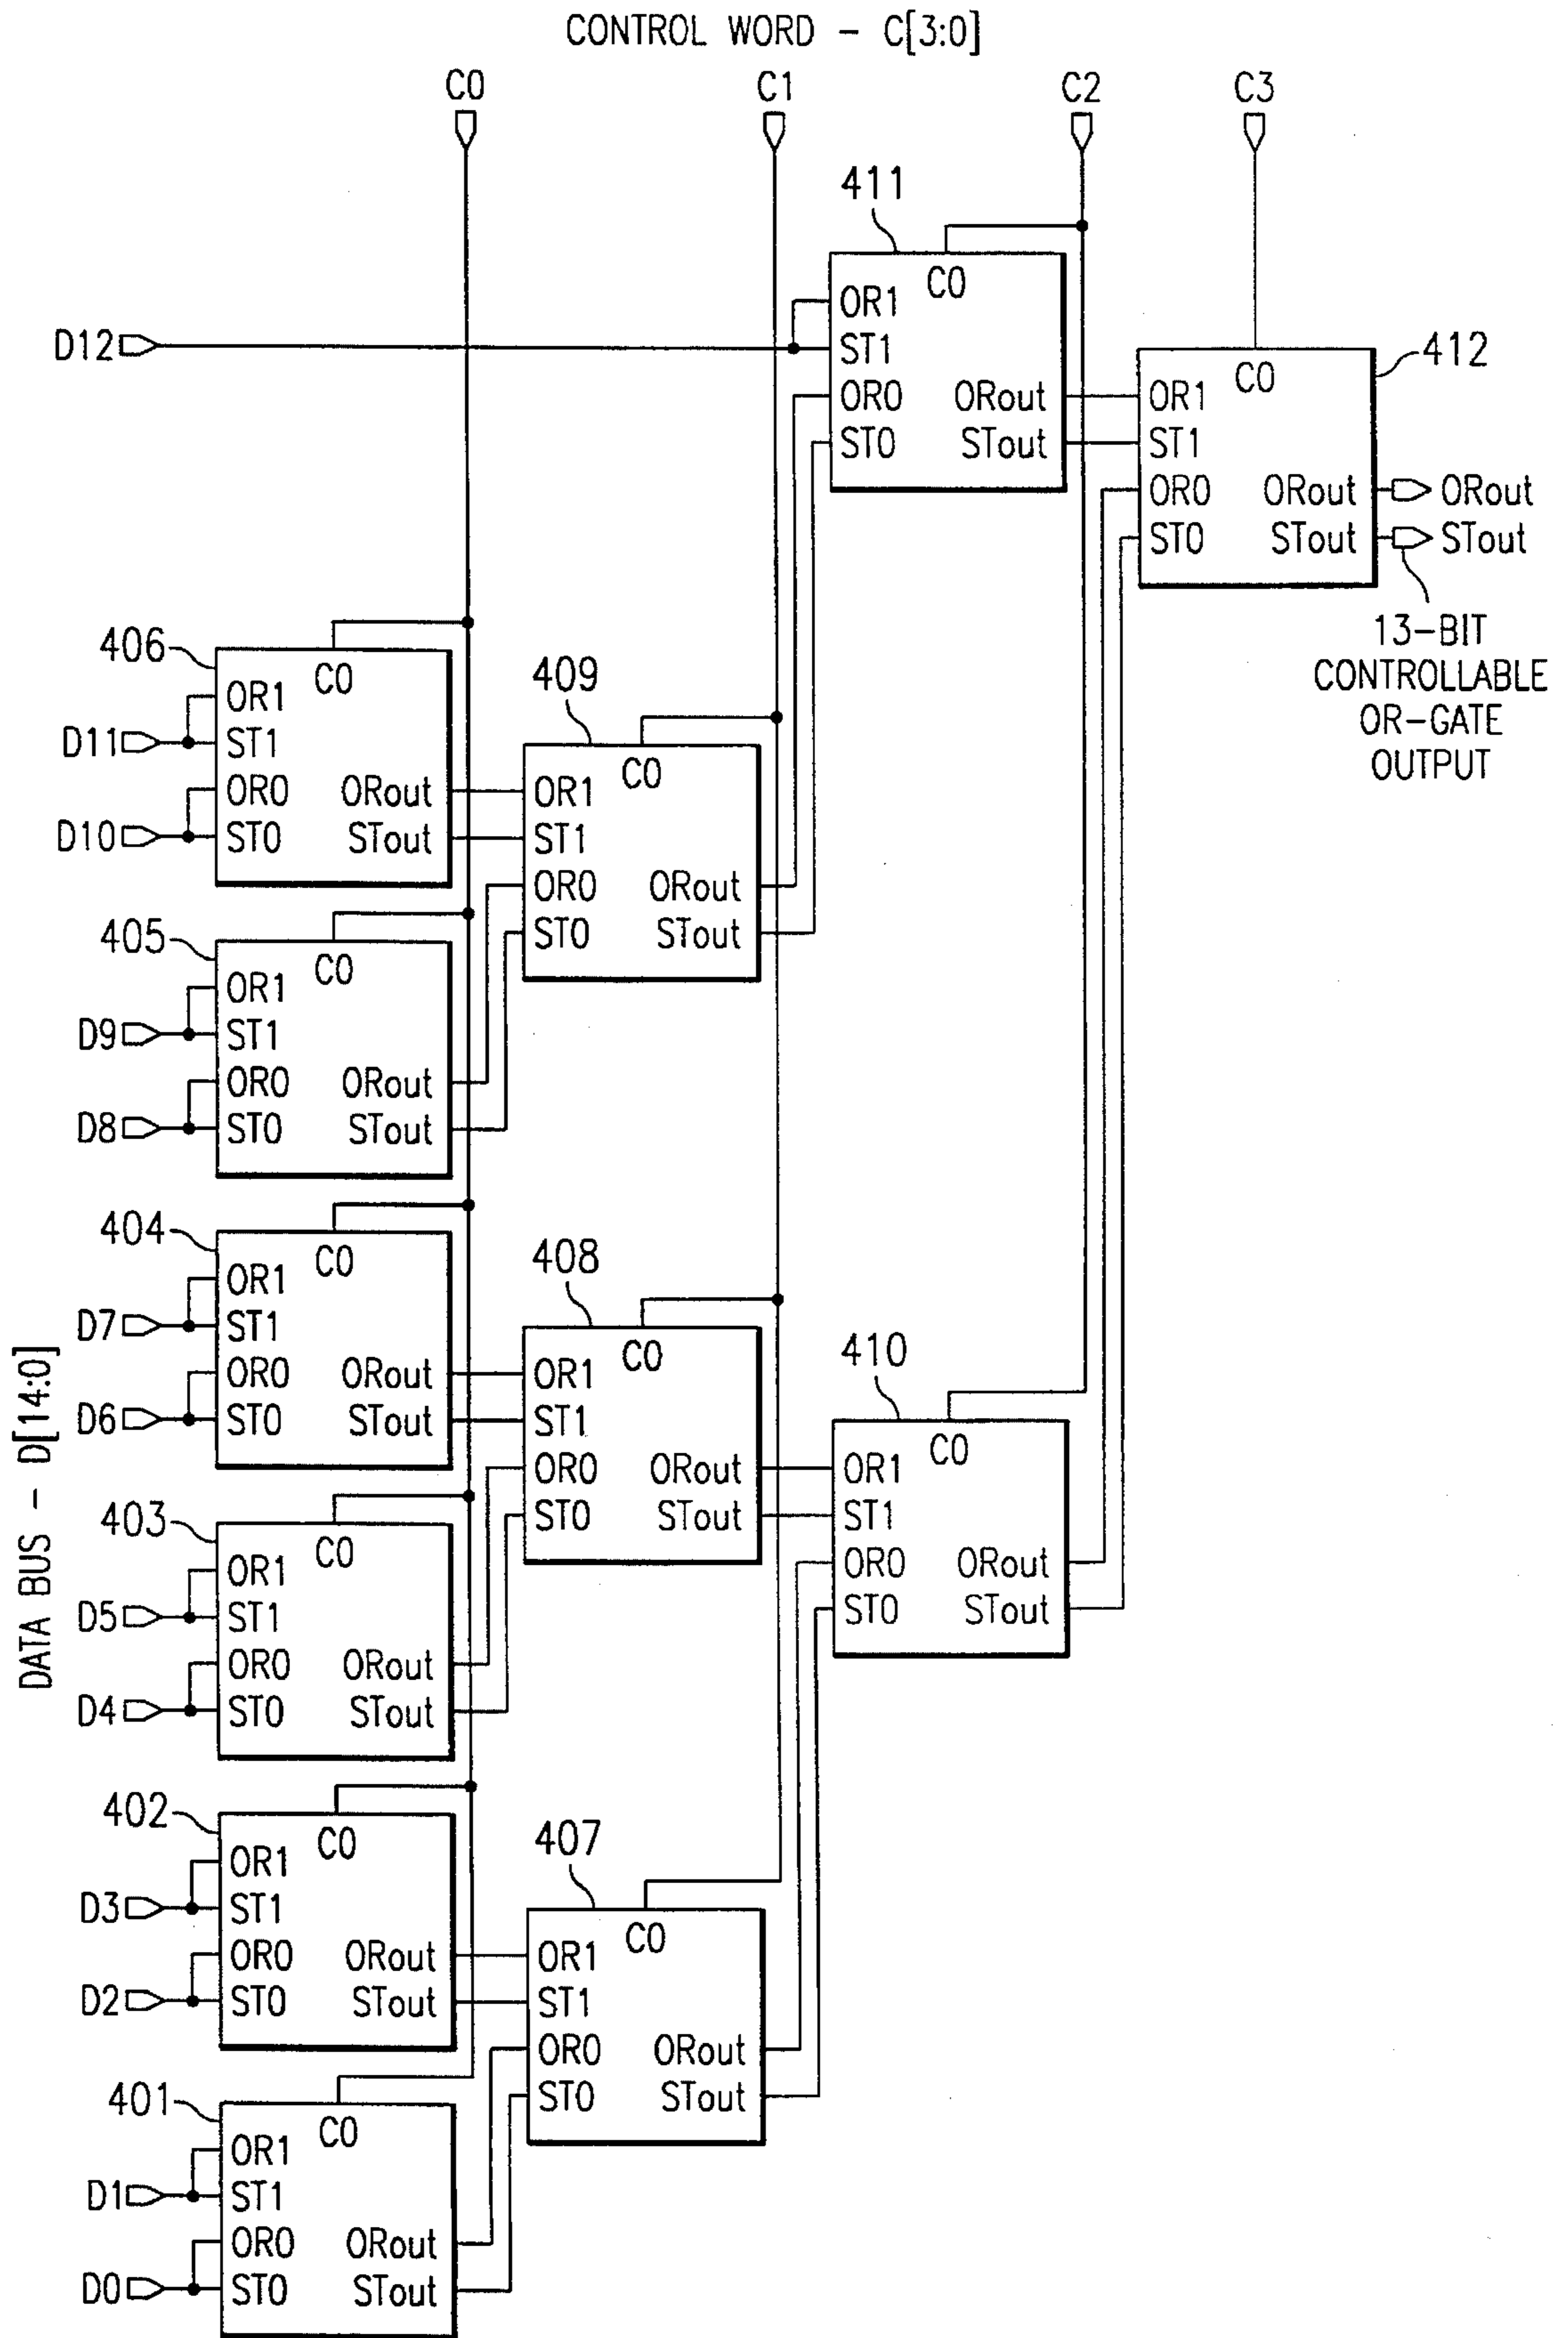 CONTROL WORD - C[3:0]
C0
C1
C2
C3
411
C0
OR1
ST1
OR0
ST0
ORout
STout
D12
412
C0
OR1
ST1
OR0
ST0
ORout
STout
ORout
STout
13-BIT
CONTROLLABLE
OR-GATE
OUTPUT
406
C0
OR1
ST1
OR0
ST0
ORout
STout
D11
D10
409
C0
OR1
ST1
OR0
ST0
ORout
STout
405
C0
OR1
ST1
OR0
ST0
ORout
STout
D9
D8
404
C0
OR1
ST1
OR0
ST0
ORout
STout
D7
D6
408
C0
OR1
ST1
OR0
ST0
ORout
STout
410
C0
OR1
ST1
OR0
ST0
ORout
STout
DATA BUS - D[14:0]
403
C0
OR1
ST1
OR0
ST0
ORout
STout
D5
D4
402
C0
OR1
ST1
OR0
ST0
ORout
STout
D3
D2
407
C0
OR1
ST1
OR0
ST0
ORout
STout
401
C0
OR1
ST1
OR0
ST0
ORout
STout
D1
D0